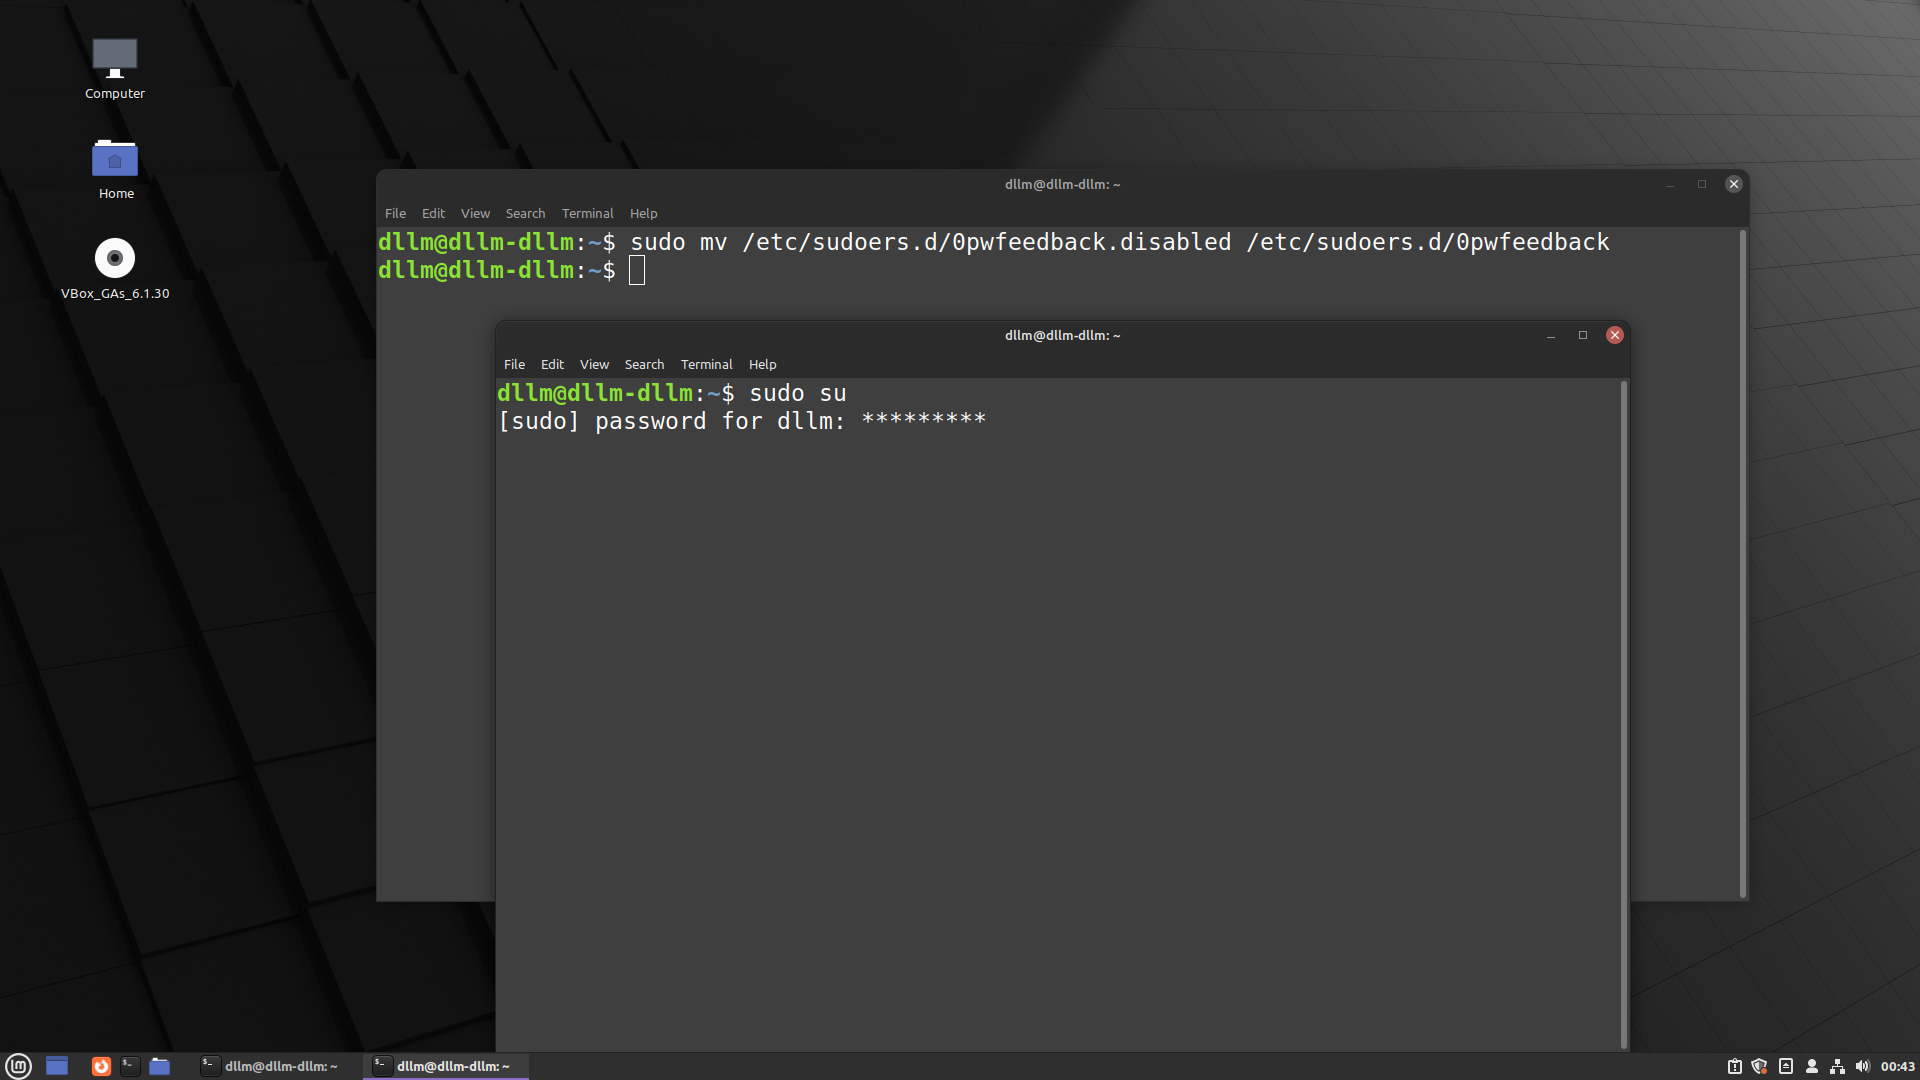 Computer
Home
VBox_GAs_6.1.30
dllm@dllm-dllm: ~
File Edit View Search Terminal Help
dllm@dllm-dllm:~$ sudo mv /etc/sudoers.d/0pwfeedback.disabled /etc/sudoers.d/0pwfeedback
dllm@dllm-dllm:~$
dllm@dllm-dllm: ~
File Edit View Search Terminal Help
dllm@dllm-dllm:~$ sudo su
[sudo] password for dllm: *********
dllm@dllm-dllm: ~
dllm@dllm-dllm: ~
00:43